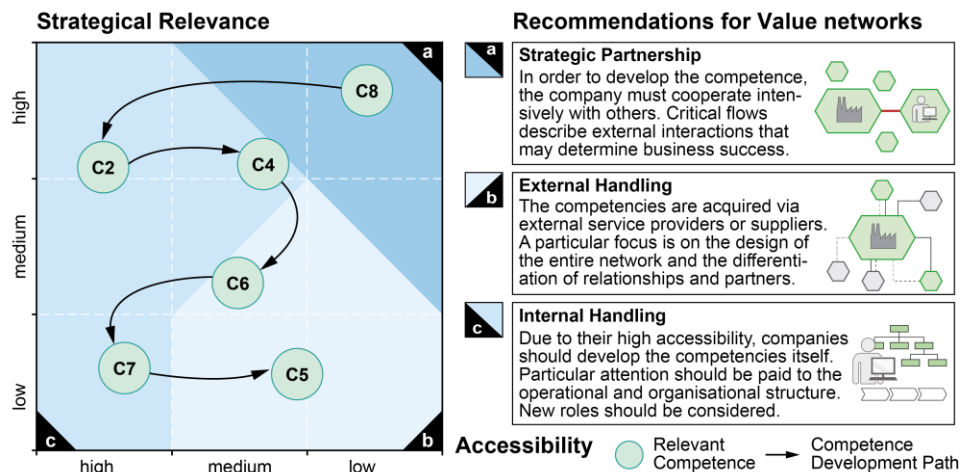 Strategical Relevance
high
medium
low
a
C8
C2
C4
C6
C7
C5
c
b
high
medium
low
Accessibility
Recommendations for Value networks
a
Strategic Partnership
In order to develop the competence,
the company must cooperate inten-
sively with others. Critical flows
describe external interactions that
may determine business success.
b
External Handling
The competencies are acquired via
external service providers or suppliers.
A particular focus is on the design of
the entire network and the differenti-
ation of relationships and partners.
c
Internal Handling
Due to their high accessibility, companies
should develop the competencies itself.
Particular attention should be paid to the
operational and organisational structure.
New roles should be considered.
Relevant
Competence
Competence
Development Path